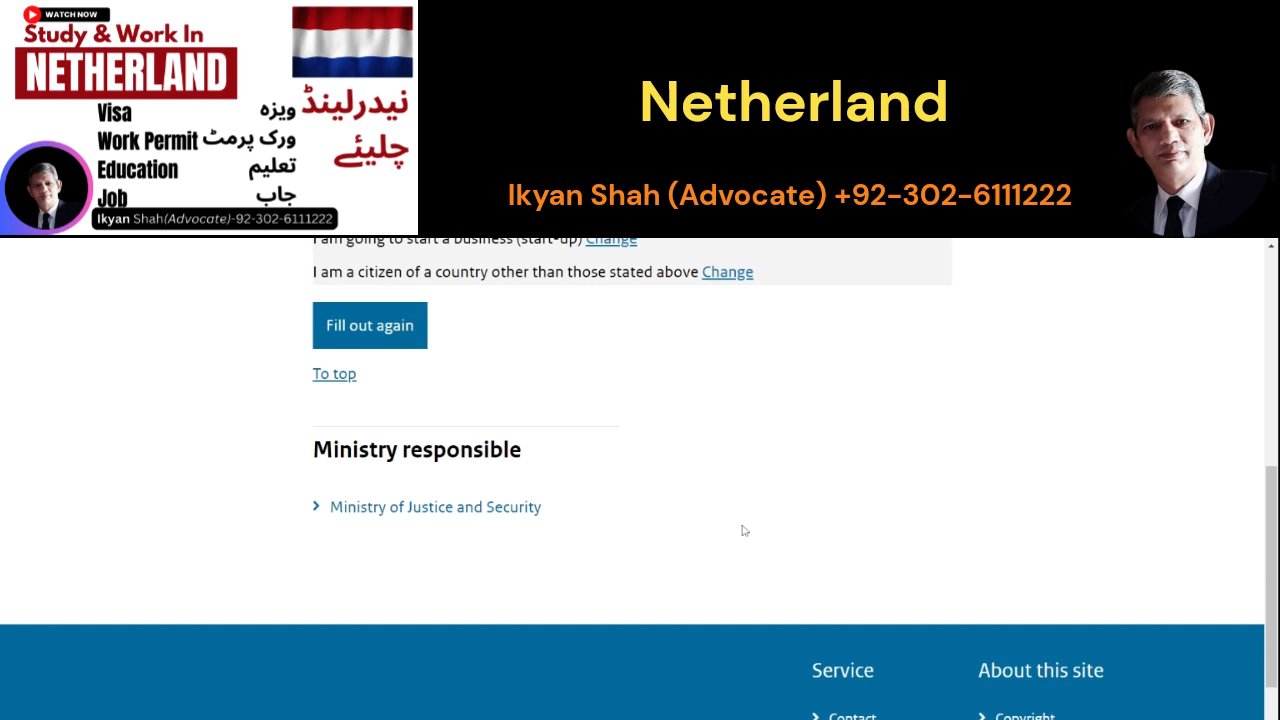 WATCH NOW
Study & Work In
NETHERLAND
نیدرلینڈ
چلیئے
Visa
ویزہ
Work Permit
ورک پرمٹ
Education
تعلیم
Job
جاب
Ikyan Shah(Advocate)-92-302-6111222
Netherland
Ikyan Shah (Advocate) +92-302-6111222
I am going to start a business (start-up) Change
I am a citizen of a country other than those stated above Change
Fill out again
To top
Ministry responsible
Ministry of Justice and Security
Service
About this site
Contact
Copyright